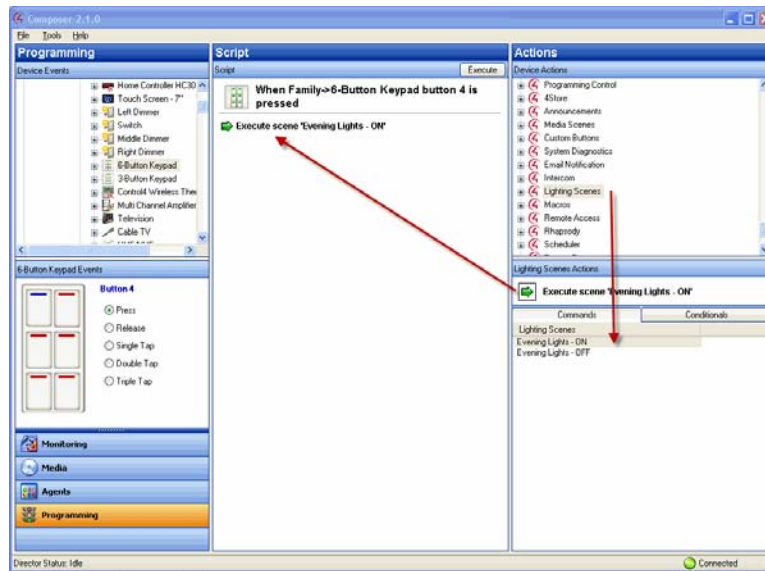 Composer 2.1.0
File Tools Help
Programming
Device Events
Home Controller HC30
Touch Screen - 7"
Left Dimmer
Switch
Middle Dimmer
Right Dimmer
6-Button Keypad
3-Button Keypad
Control4 Wireless Ther
Multi Channel Amplifier
Television
Cable TV
6-Button Keypad Events
Button 4
Press
Release
Single Tap
Double Tap
Triple Tap
Monitoring
Media
Agents
Programming
Script
Script Execute
When Family->6-Button Keypad button 4 is
pressed
Execute scene 'Evening Lights - ON'
Actions
Device Actions
Programming Control
4Store
Announcements
Media Scenes
Custom Buttons
System Diagnostics
Email Notification
Intercom
Lighting Scenes
Macros
Remote Access
Rhapsody
Scheduler
Lighting Scenes Actions
Execute scene 'Evening Lights - ON'
Commands Conditionals
Lighting Scenes
Evening Lights - ON
Evening Lights - OFF
Director Status: Idle
Connected